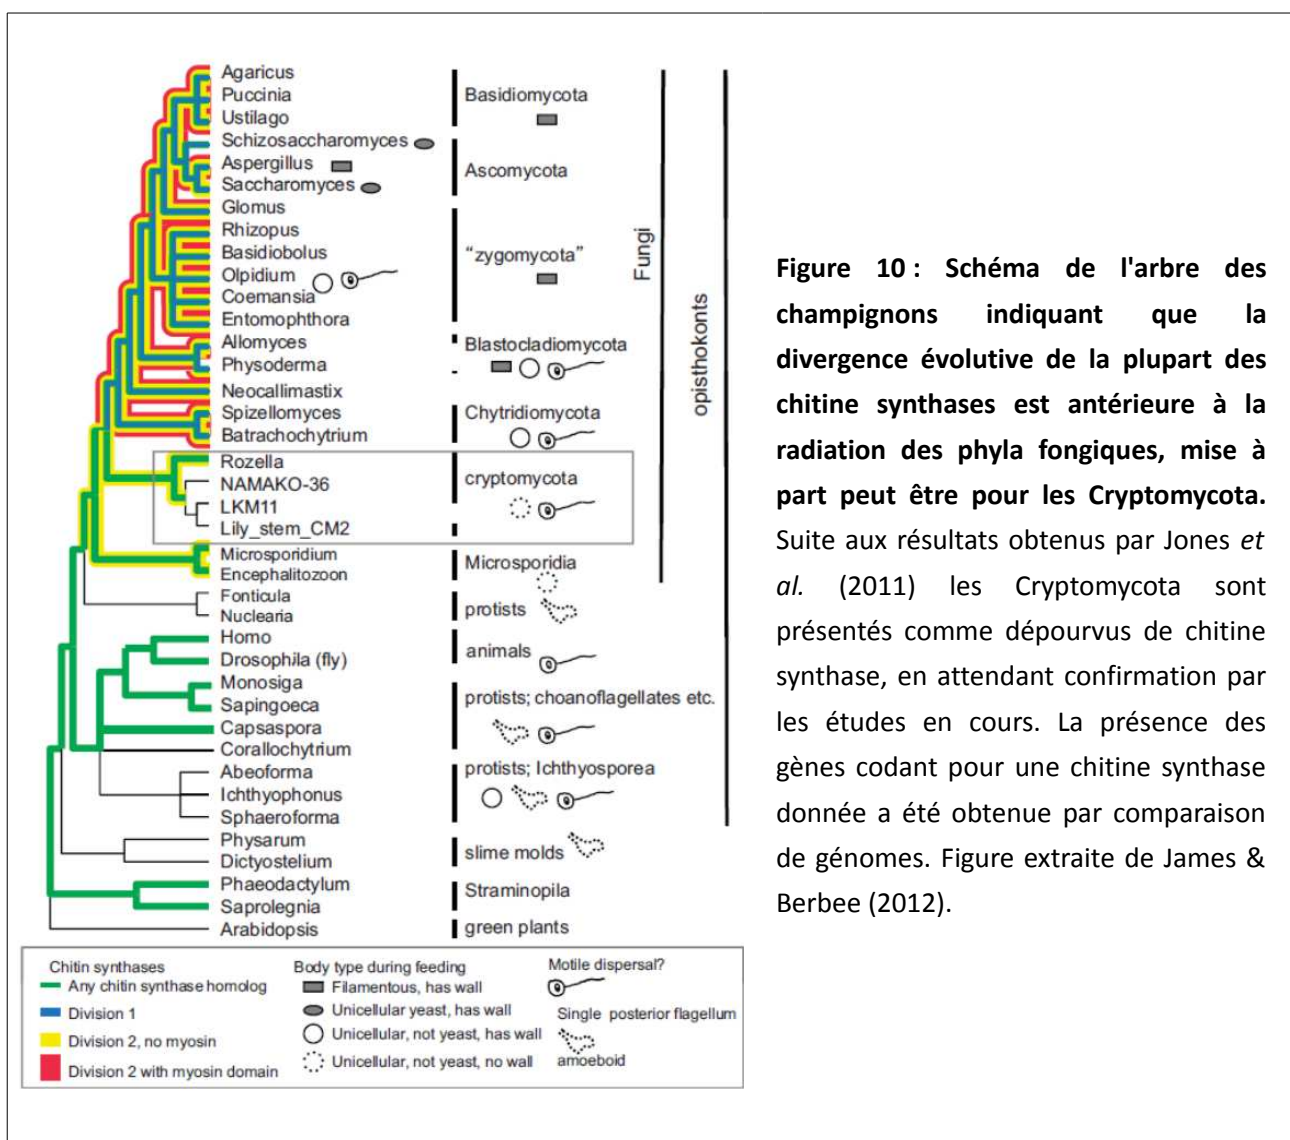 Agaricus
Puccinia
Ustilago
Basidiomycota
Schizosaccharomyces
Aspergillus
Saccharomyces
Ascomycota
Glomus
Rhizopus
Basidiobolus
Olpidium
Coemansia
Entomophthora
"zygomycota"
Allomyces
Physoderma
Blastocladiomycota
Neocallimastix
Spizellomyces
Batrachochytrium
Chytridiomycota
Rozella
NAMAKO-36
LKM11
Lily_stem_CM2
cryptomycota
Microsporidium
Encephalitozoon
Microsporidia
Fonticula
Nuclearia
protists
Homo
Drosophila (fly)
animals
Monosiga
Sapingoeca
Capsaspora
Corallochytrium
protists; choanoflagellates etc.
Abeoforma
Ichthyophonus
Sphaeroforma
protists; Ichthyosporea
Physarum
Dictyostelium
slime molds
Phaeodactylum
Saprolegnia
Straminopila
Arabidopsis
green plants
Fungi
opisthokonts
Chitin synthases
Any chitin synthase homolog
Division 1
Division 2, no myosin
Division 2 with myosin domain
Body type during feeding
Filamentous, has wall
Unicellular yeast, has wall
Unicellular, not yeast, has wall
Unicellular, not yeast, no wall
Motile dispersal?
Single posterior flagellum
amoeboid
Figure 10 : Schéma de l'arbre des
champignons indiquant que la
divergence évolutive de la plupart des
chitine synthases est antérieure à la
radiation des phyla fongiques, mise à
part peut être pour les Cryptomycota.
Suite aux résultats obtenus par Jones et
al. (2011) les Cryptomycota sont
présentés comme dépourvus de chitine
synthase, en attendant confirmation par
les études en cours. La présence des
gènes codant pour une chitine synthase
donnée a été obtenue par comparaison
de génomes. Figure extraite de James &
Berbee (2012).